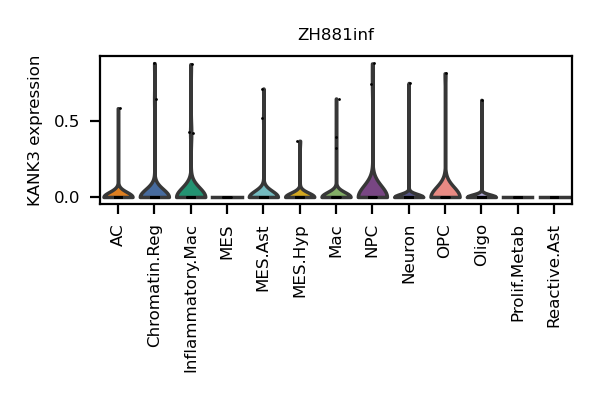 ZH881inf
KANK3 expression
0.5
0.0
AC
Chromatin.Reg
Inflammatory.Mac
MES
MES.Ast
MES.Hyp
Mac
NPC
Neuron
OPC
Oligo
Prolif.Metab
Reactive.Ast